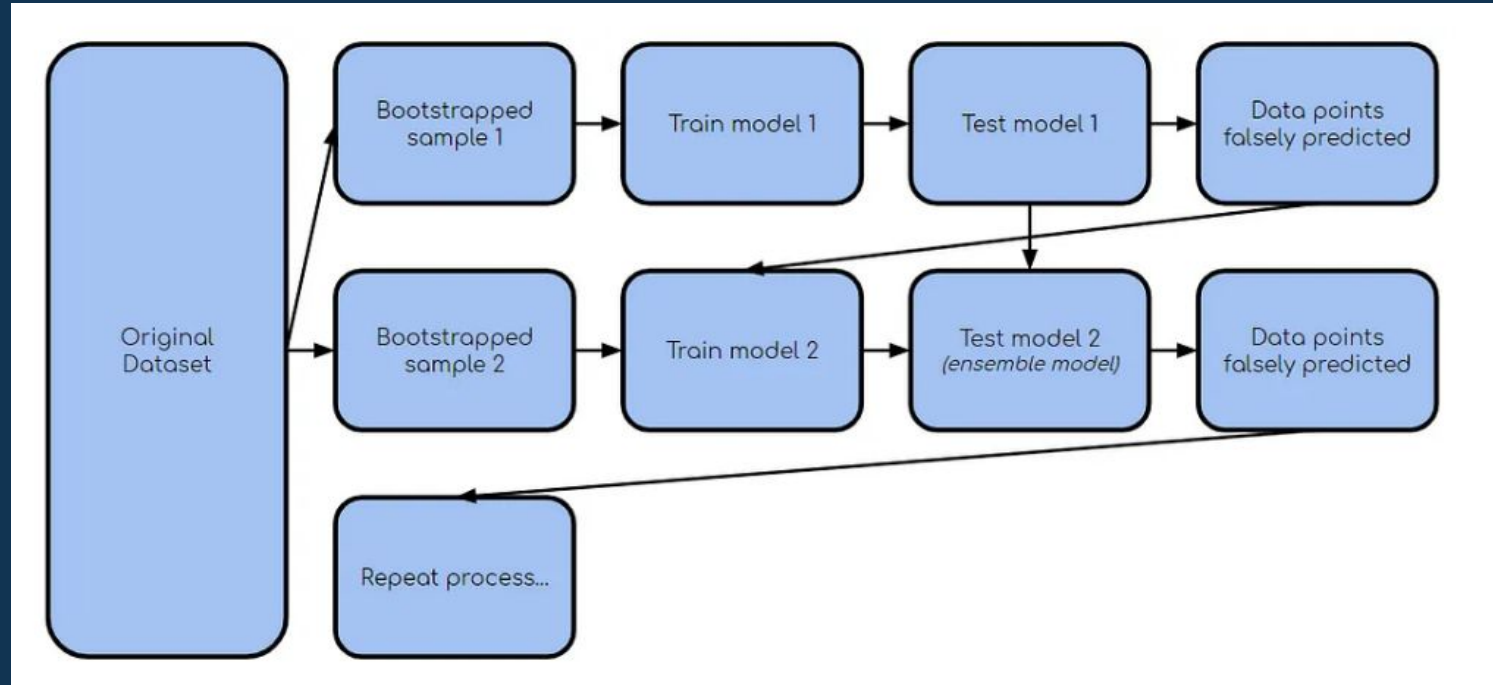 Bootstrapped
sample 1
Train model 1
Test model 1
Data points
falsely predicted
Original
Dataset
Bootstrapped
sample 2
Train model 2
Test model 2
(ensemble model)
Data points
falsely predicted
Repeat process...